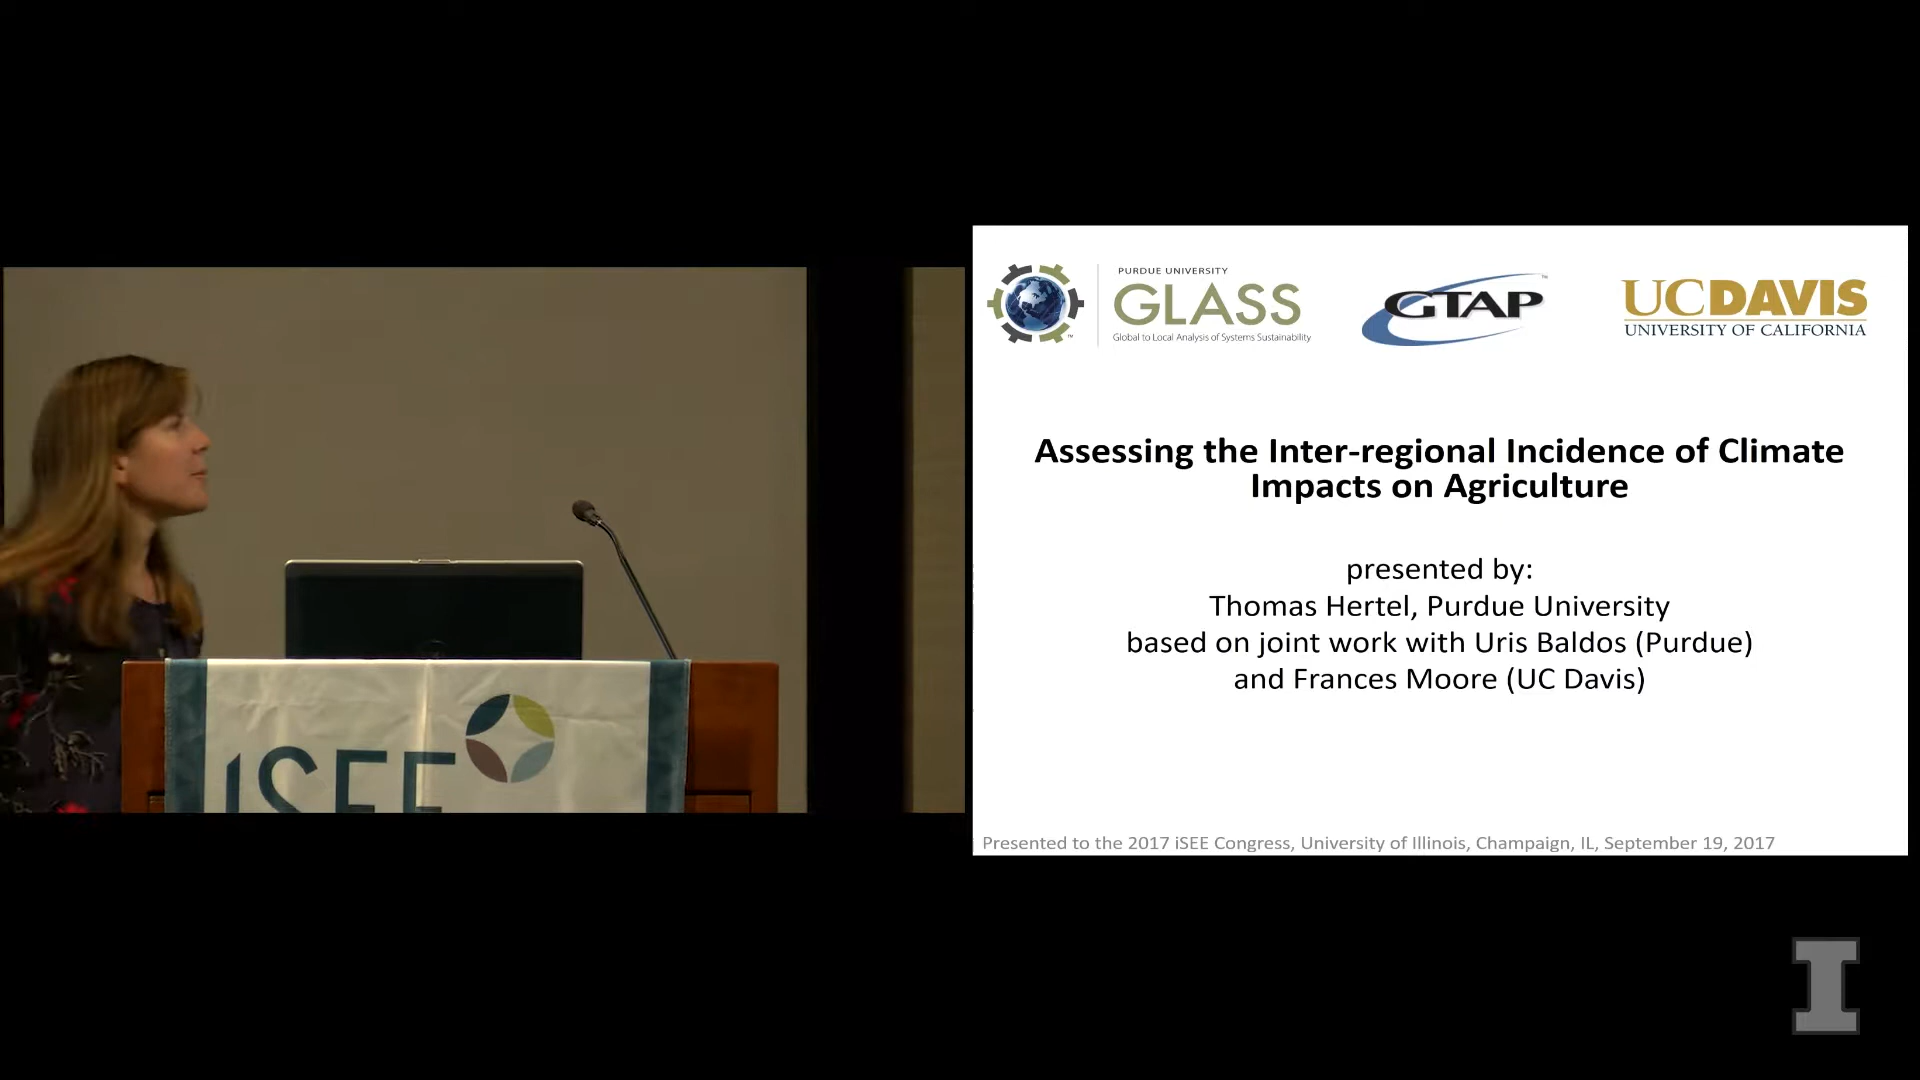 PURDUE UNIVERSITY
GLASS
Global to Local Analysis of Systems Sustainability
™
GTAP
™
UCDAVIS
UNIVERSITY OF CALIFORNIA
Assessing the Inter-regional Incidence of Climate
Impacts on Agriculture
presented by:
Thomas Hertel, Purdue University
based on joint work with Uris Baldos (Purdue)
and Frances Moore (UC Davis)
Presented to the 2017 iSEE Congress, University of Illinois, Champaign, IL, September 19, 2017
iSEE
I